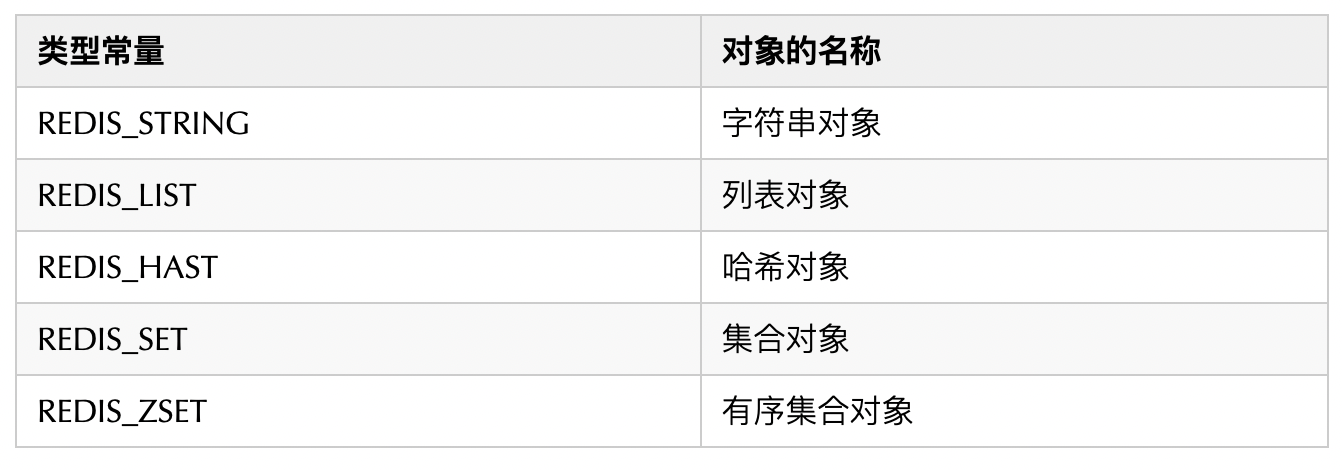 类型常量 对象的名称
REDIS_STRING 字符串对象
REDIS_LIST 列表对象
REDIS_HAST 哈希对象
REDIS_SET 集合对象
REDIS_ZSET 有序集合对象